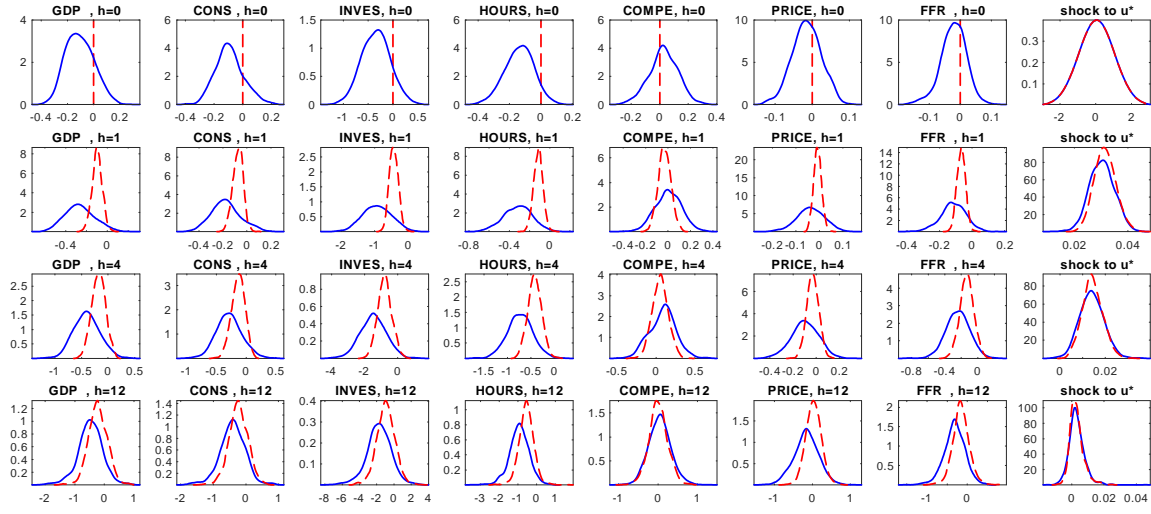 GDP , h=0 CONS , h=0 INVES, h=0 HOURS, h=0 COMPE, h=0 PRICE, h=0 FFR , h=0 shock to u*
4 6 1.5 4 6 10 10
3 4 1 3 4 0.3
2 2 2 5 5 0.2
1 2 0.5 1 2 0.1
0 0 0 0 0 0 0 0
-0.4 -0.2 0 0.2 -0.4 -0.2 0 0.2 -0.5 0 0.5 -0.4 -0.2 0 0.2 0 0.2 0.4 -0.1 0 0.1 -0.1 0 0.1 -2 0 2
GDP , h=1 CONS , h=1 INVES, h=1 HOURS, h=1 COMPE, h=1 PRICE, h=1 FFR , h=1 shock to u*
8 8 2.5 8 6 20 14 80
6 6 2 6 4 15 12 60
4 4 1.5 4 2 10 10 40
2 2 1 2 5 8 20
0.5 6
4
2
-0.4 0 -0.4 -0.2 0 0.2 -2 -1 0 -0.8 -0.4 0 -0.4 -0.2 0 0.2 0.4 -0.2 -0.1 0 0.1 -0.4 -0.2 0 0.2 0.02 0.04
GDP , h=4 CONS , h=4 INVES, h=4 HOURS, h=4 COMPE, h=4 PRICE, h=4 FFR , h=4 shock to u*
2.5 3 0.8 2.5 4 6 4 80
2 2 0.6 2 3 4 3 60
1.5 1 0.4 1.5 2 2 2 40
1 0.2 1 1 1 20
0.5 0.5 0
-1 -0.5 0 0.5 -1 -0.5 0 0.5 -4 -2 0 -1.5 -1 -0.5 0 -0.5 0 0.5 -0.4 0 0.4 -0.8 -0.4 0 0 0.02
GDP , h=12 CONS , h=12 INVES, h=12 HOURS, h=12 COMPE, h=12 PRICE, h=12 FFR , h=12 shock to u*
1.2 1.4 0.4 1.2 1.5 2 2 100
1 1.2 0.3 1 1 1.5 1.5 80
0.8 1 0.2 0.8 0.5 1 1 60
0.6 0.8 0.1 0.6 0.5 0.5 40
0.4 0.6 0.4 20
0.2 0.4 0.2 0
0.2
-2 -1 0 1 -2 -1 0 1 -8 -6 -4 -2 0 2 4 -3 -2 -1 0 1 -1 0 1 -1 0 1 -1 0 0 0.02 0.04